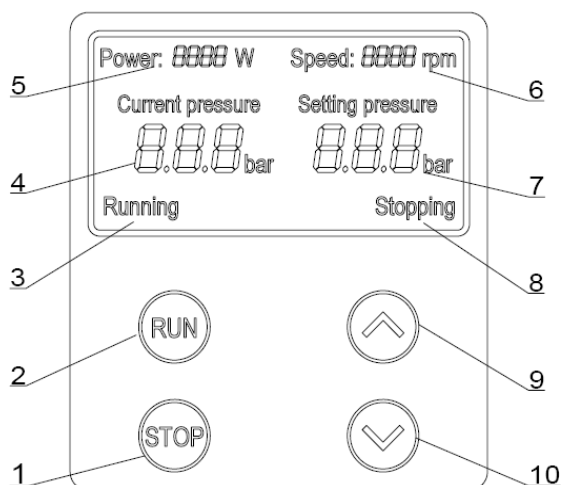 Power: 8888 W Speed: 8888 rpm
5 6
Current pressure Setting pressure
8.8.8 bar 8.8.8 bar
4 7
Running Stopping
3 8
RUN
2 9
STOP
1 10